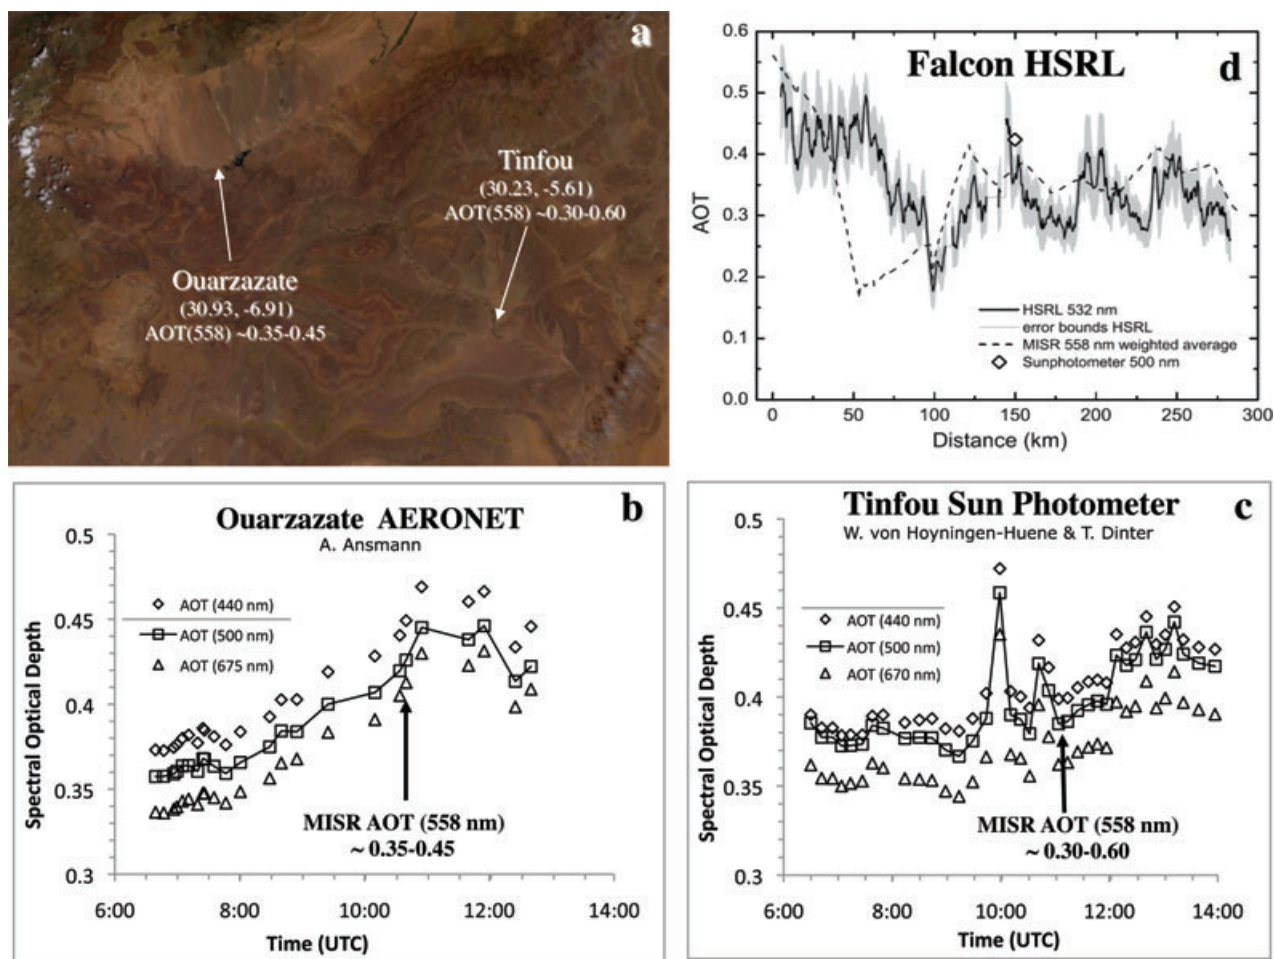 a
Tinfou
(30.23, -5.61)
AOT(558) ~0.30-0.60
Ouarzazate
(30.93, -6.91)
AOT(558) ~0.35-0.45
Falcon HSRL
d
0.6
0.5
0.4
0.3
0.2
0.1
0.0
AOT
HSRL 532 nm
error bounds HSRL
MISR 558 nm weighted average
Sunphotometer 500 nm
0 50 100 150 200 250 300
Distance (km)
b
Ouarzazate AERONET
A. Ansmann
0.5
0.45
0.4
0.35
0.3
Spectral Optical Depth
AOT (440 nm)
AOT (500 nm)
AOT (675 nm)
MISR AOT (558 nm)
~ 0.35-0.45
6:00 8:00 10:00 12:00 14:00
Time (UTC)
Tinfou Sun Photometer
c
W. von Hoyningen-Huene & T. Dinter
0.5
0.45
0.4
0.35
0.3
Spectral Optical Depth
AOT (440 nm)
AOT (500 nm)
AOT (670 nm)
MISR AOT (558 nm)
~ 0.30-0.60
6:00 8:00 10:00 12:00 14:00
Time (UTC)